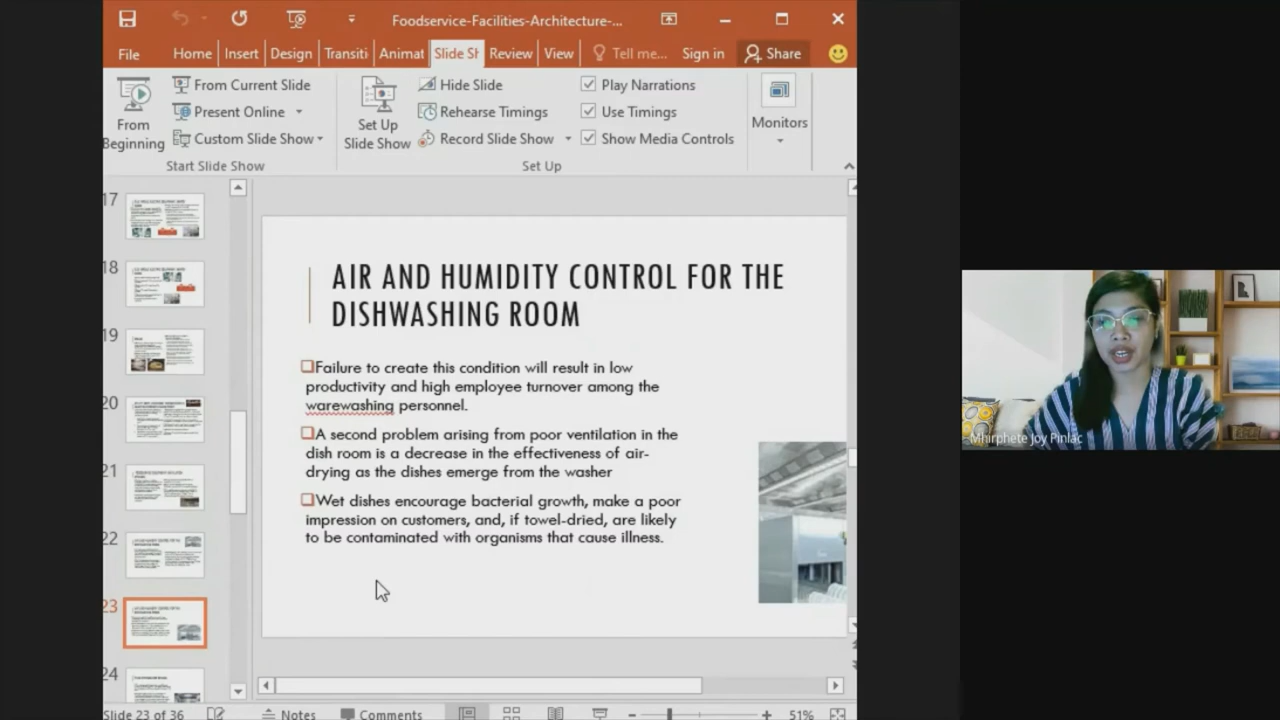 Foodservice-Facilities-Architecture-...
File Home Insert Design Transiti Animat Slide Sh Review View Tell me... Sign in Share
From Beginning
From Current Slide
Present Online
Custom Slide Show
Start Slide Show
Set Up Slide Show
Hide Slide
Rehearse Timings
Record Slide Show
Play Narrations
Use Timings
Show Media Controls
Set Up
Monitors
17
18
19
20
21
22
23
24
AIR AND HUMIDITY CONTROL FOR THE
DISHWASHING ROOM
Failure to create this condition will result in low
productivity and high employee turnover among the
warewashing personnel.
A second problem arising from poor ventilation in the
dish room is a decrease in the effectiveness of air-
drying as the dishes emerge from the washer
Wet dishes encourage bacterial growth, make a poor
impression on customers, and, if towel-dried, are likely
to be contaminated with organisms that cause illness.
Slide 23 of 36 Notes Comments 51%
Mhirphete Joy Pinlac